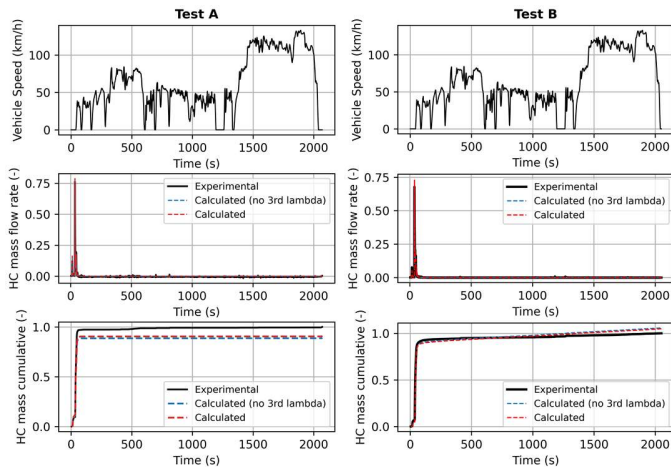 Test A
Vehicle Speed (km/h)
100
50
0
0
500
1000
1500
2000
Time (s)
Test B
Vehicle Speed (km/h)
100
50
0
0
500
1000
1500
2000
Time (s)
HC mass flow rate (-)
0.75
0.50
0.25
0.00
Experimental
Calculated (no 3rd lambda)
Calculated
0
500
1000
1500
2000
Time (s)
HC mass flow rate (-)
0.75
0.50
0.25
0.00
Experimental
Calculated (no 3rd lambda)
Calculated
0
500
1000
1500
2000
Time (s)
HC mass cumulative (-)
1.0
0.5
0.0
Experimental
Calculated (no 3rd lambda)
Calculated
0
500
1000
1500
2000
Time (s)
HC mass cumulative (-)
1.0
0.5
0.0
Experimental
Calculated (no 3rd lambda)
Calculated
0
500
1000
1500
2000
Time (s)